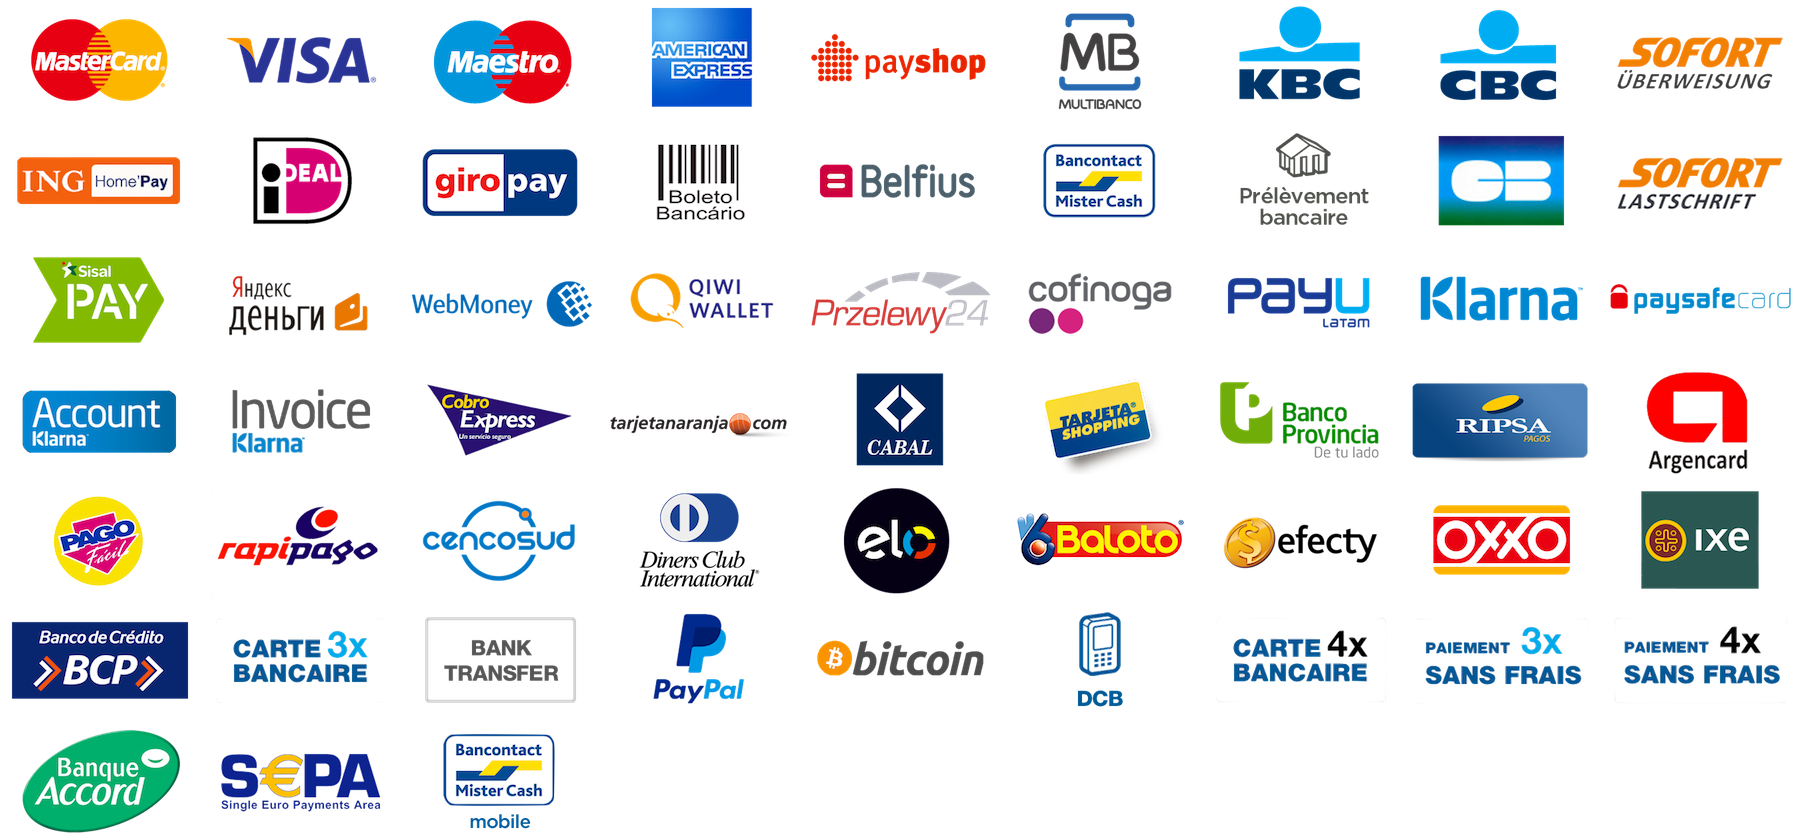 MasterCard
VISA
Maestro
AMERICAN
EXPRESS
payshop
MB
MULTIBANCO
KBC
CBC
SOFORT
ÜBERWEISUNG
ING Home'Pay
iDEAL
giropay
Boleto
Bancário
Belfius
Bancontact
Mister Cash
Prélèvement
bancaire
CB
SOFORT
LASTSCHRIFT
Sisal
PAY
Яндекс
деньги
WebMoney
QIWI
WALLET
Przelewy24
cofinoga
PayU
LATAM
Klarna
paysafecard
Account
Klarna
Invoice
Klarna
Cobro
Express
Un servicio seguro
tarjetanaranja.com
CABAL
TARJETA
SHOPPING
Banco
Provincia
De tu lado
RIPSA
PAGOS
Argencard
PAGO
Fácil
rapipago
cencosud
Diners Club
International
elo
Baloto
efecty
OXXO
ixe
Banco de Crédito
BCP
CARTE 3x
BANCAIRE
BANK
TRANSFER
PayPal
bitcoin
DCB
CARTE 4x
BANCAIRE
PAIEMENT 3x
SANS FRAIS
PAIEMENT 4x
SANS FRAIS
Banque
Accord
S€PA
Single Euro Payments Area
Bancontact
Mister Cash
mobile